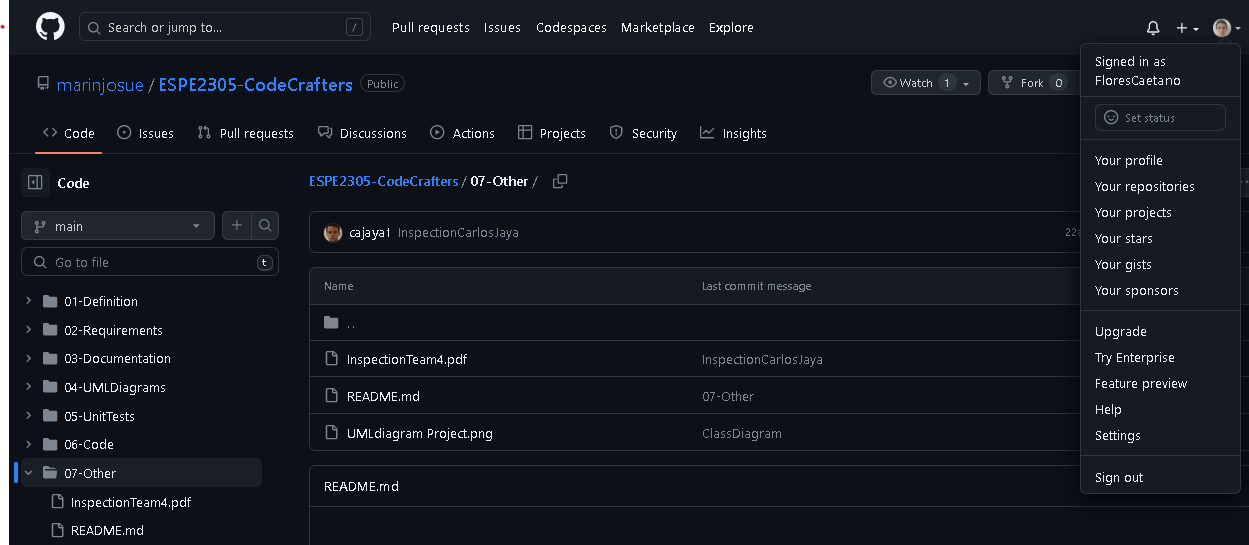 Search or jump to... /
Pull requests Issues Codespaces Marketplace Explore
marinjosue / ESPE2305-CodeCrafters Public
Watch 1
Fork 0
Code Issues Pull requests Discussions Actions Projects Security Insights
Code
main
Go to file t
01-Definition
02-Requirements
03-Documentation
04-UMLDiagrams
05-UnitTests
06-Code
07-Other
InspectionTeam4.pdf
README.md
ESPE2305-CodeCrafters / 07-Other /
cajaya1 InspectionCarlosJaya
Name Last commit message
..
InspectionTeam4.pdf InspectionCarlosJaya
README.md 07-Other
UMLdiagram Project.png ClassDiagram
README.md
Signed in as
FloresCaetano
Set status
Your profile
Your repositories
Your projects
Your stars
Your gists
Your sponsors
Upgrade
Try Enterprise
Feature preview
Help
Settings
Sign out